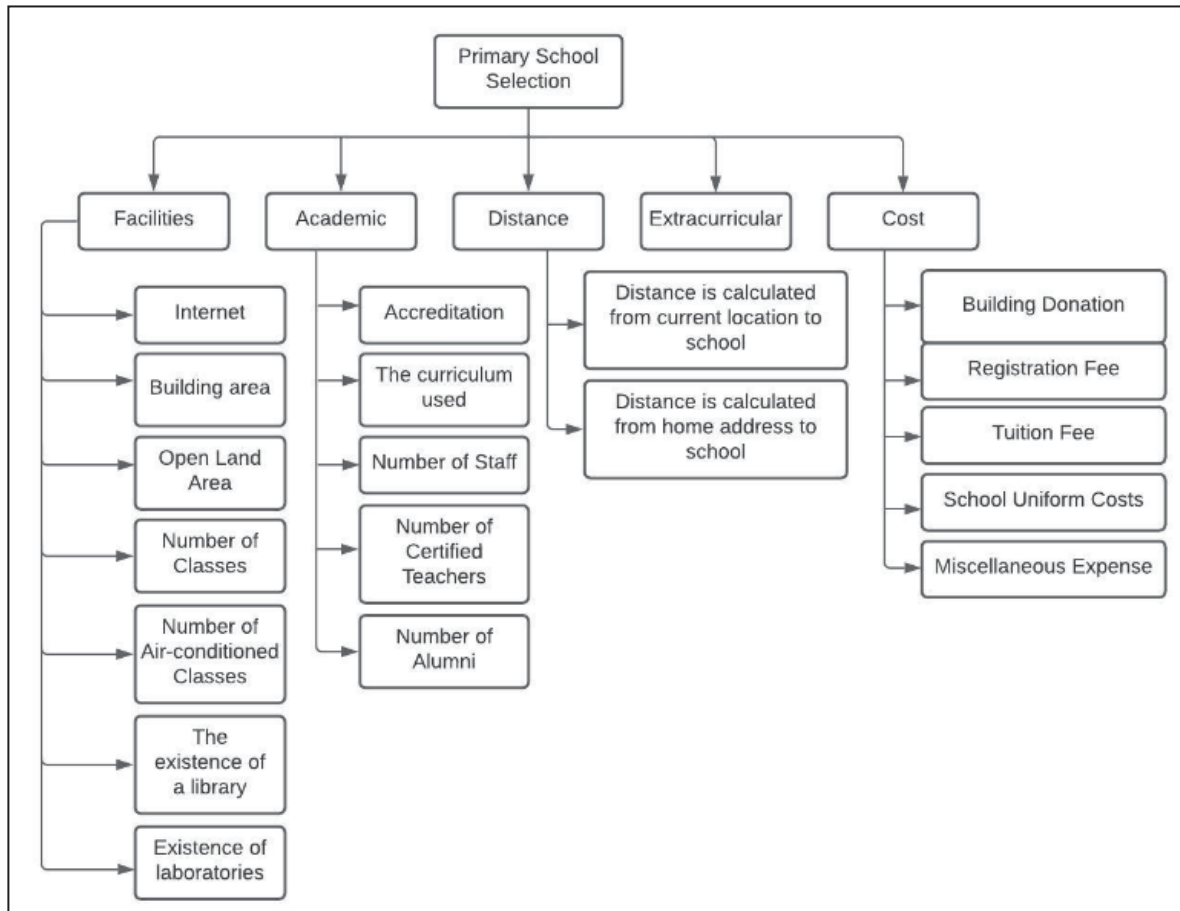 Primary School
Selection
Facilities
Academic
Distance
Extracurricular
Cost
Internet
Building area
Open Land
Area
Number of
Classes
Number of
Air-conditioned
Classes
The
existence of
a library
Existence of
laboratories
Accreditation
The curriculum
used
Number of Staff
Number of
Certified
Teachers
Number of
Alumni
Distance is calculated
from current location to
school
Distance is calculated
from home address to
school
Building Donation
Registration Fee
Tuition Fee
School Uniform Costs
Miscellaneous Expense